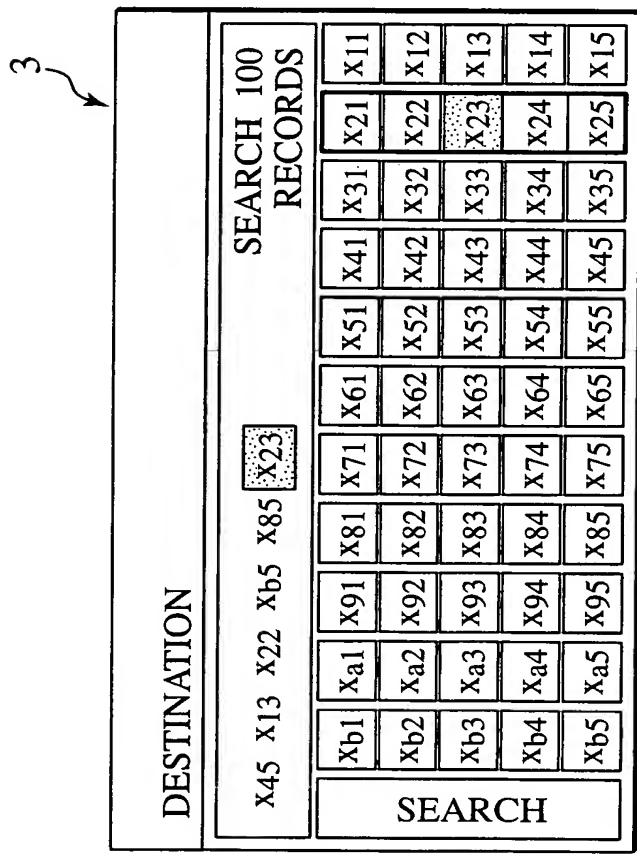 3
DESTINATION
X45 X13 X22 Xb5 X85 X23
SEARCH 100
RECORDS
Xb1 Xa1 X91 X81 X71 X61 X51 X41 X31 X21 X11
Xb2 Xa2 X92 X82 X72 X62 X52 X42 X32 X22 X12
Xb3 Xa3 X93 X83 X73 X63 X53 X43 X33 X23 X13
Xb4 Xa4 X94 X84 X74 X64 X54 X44 X34 X24 X14
Xb5 Xa5 X95 X85 X75 X65 X55 X45 X35 X25 X15
SEARCH